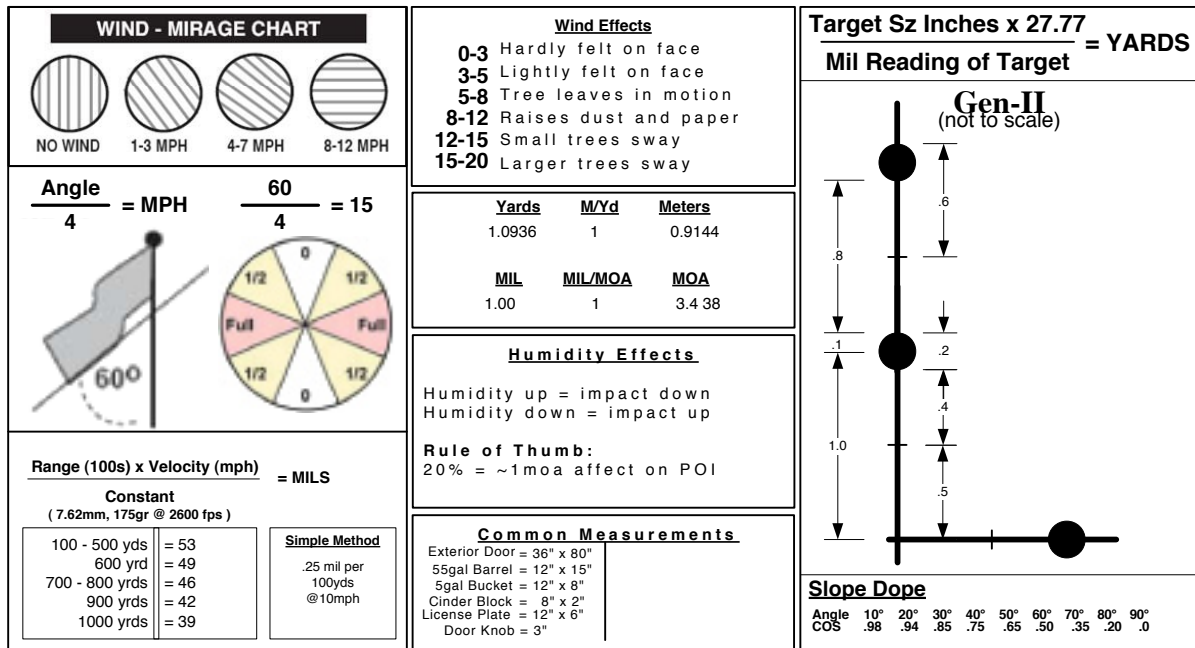 WIND - MIRAGE CHART
NO WIND 1-3 MPH 4-7 MPH 8-12 MPH
Angle
4
= MPH
60
4
= 15
60O
0
1/2 1/2
Full Full
1/2 1/2
0
Range (100s) x Velocity (mph)
= MILS
Constant
( 7.62mm, 175gr @ 2600 fps )
100 - 500 yds = 53
600 yrd = 49
700 - 800 yrds = 46
900 yrds = 42
1000 yrds = 39
Simple Method
.25 mil per
100yds
@10mph
Wind Effects
0-3 Hardly felt on face
3-5 Lightly felt on face
5-8 Tree leaves in motion
8-12 Raises dust and paper
12-15 Small trees sway
15-20 Larger trees sway
Yards M/Yd Meters
1.0936 1 0.9144
MIL MIL/MOA MOA
1.00 1 3.4 38
Humidity Effects
Humidity up = impact down
Humidity down = impact up
Rule of Thumb:
20% = ~1moa affect on POI
Common Measurements
Exterior Door = 36" x 80"
55gal Barrel = 12" x 15"
5gal Bucket = 12" x 8"
Cinder Block = 8" x 2"
License Plate = 12" x 6"
Door Knob = 3"
Target Sz Inches x 27.77
= YARDS
Mil Reading of Target
Gen-II
(not to scale)
.6
.8
.1 .2
.4
1.0
.5
Slope Dope
Angle 10° 20° 30° 40° 50° 60° 70° 80° 90°
COS .98 .94 .85 .75 .65 .50 .35 .20 .0